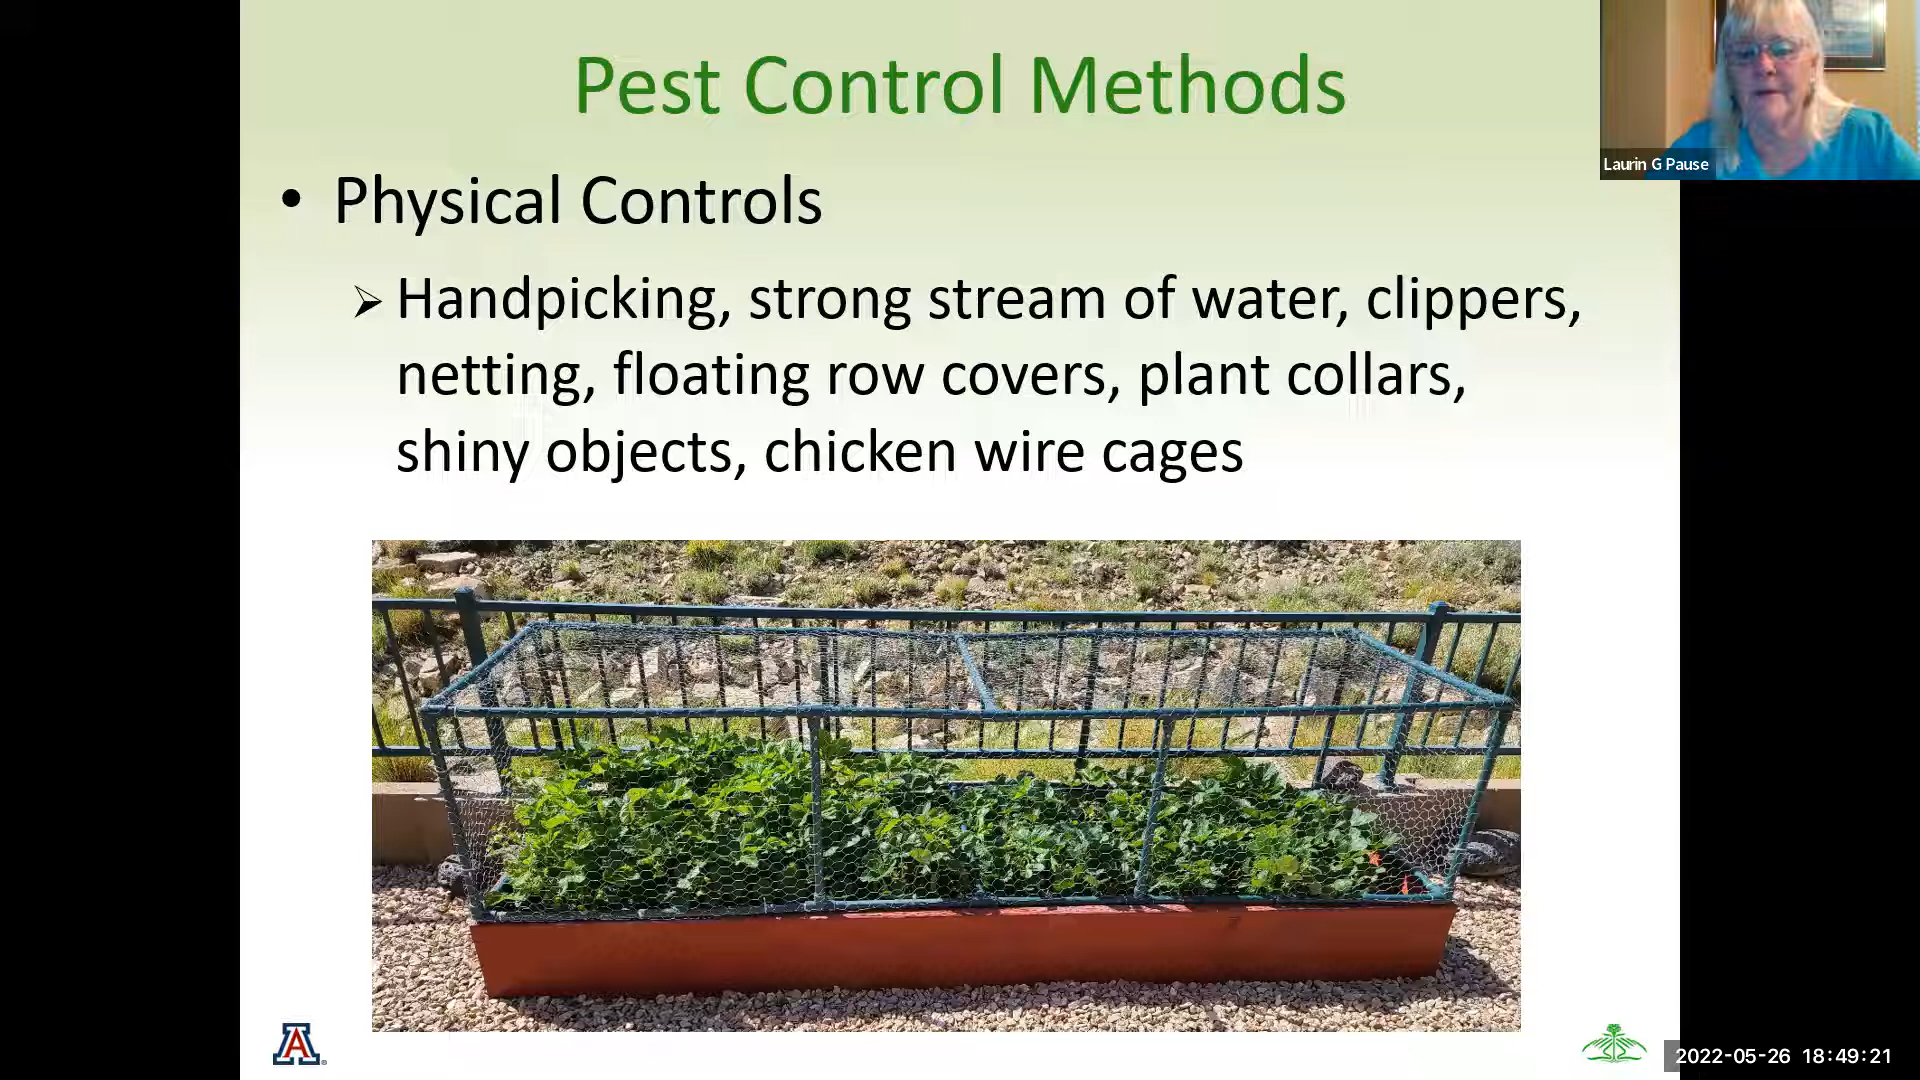 Pest Control Methods
Laurin G Pause
• Physical Controls
➢ Handpicking, strong stream of water, clippers,
netting, floating row covers, plant collars,
shiny objects, chicken wire cages
A
2022-05-26 18:49:21